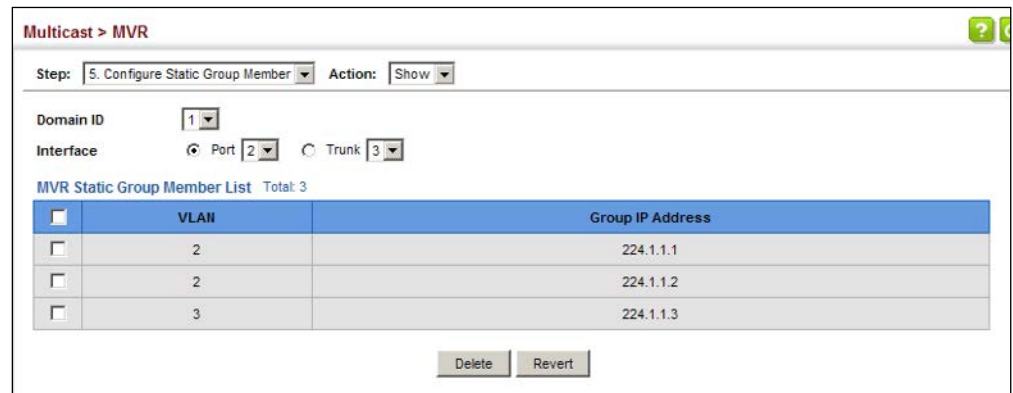 Multicast > MVR
?
Step: 5. Configure Static Group Member Action: Show
Domain ID 1
Interface Port 2 Trunk 3
MVR Static Group Member List Total: 3
VLAN Group IP Address
2 224.1.1.1
2 224.1.1.2
3 224.1.1.3
Delete Revert